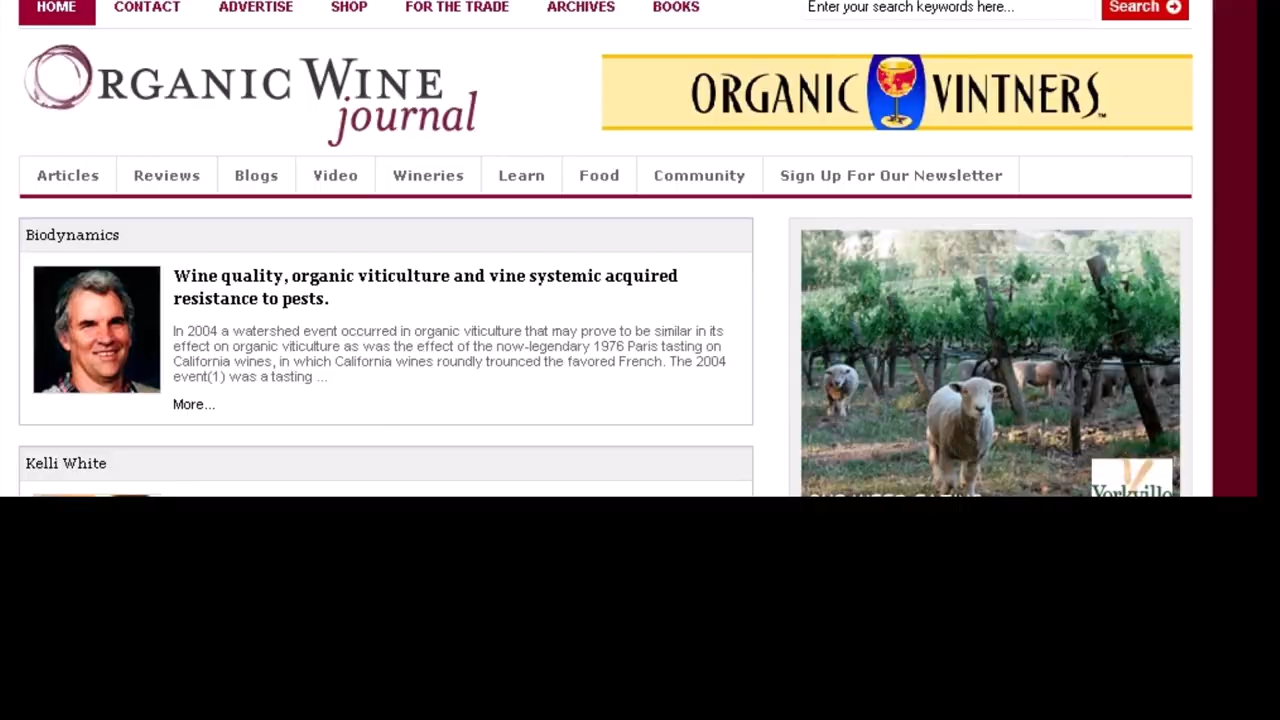 HOME CONTACT ADVERTISE SHOP FOR THE TRADE ARCHIVES BOOKS Enter your search keywords here... Search
ORGANIC WINE
journal
ORGANIC VINTNERS™
Articles Reviews Blogs Video Wineries Learn Food Community Sign Up For Our Newsletter
Biodynamics
Wine quality, organic viticulture and vine systemic acquired
resistance to pests.
In 2004 a watershed event occurred in organic viticulture that may prove to be similar in its
effect on organic viticulture as was the effect of the now-legendary 1976 Paris tasting on
California wines, in which California wines roundly trounced the favored French. The 2004
event(1) was a tasting ...
More...
Kelli White
Yorkville